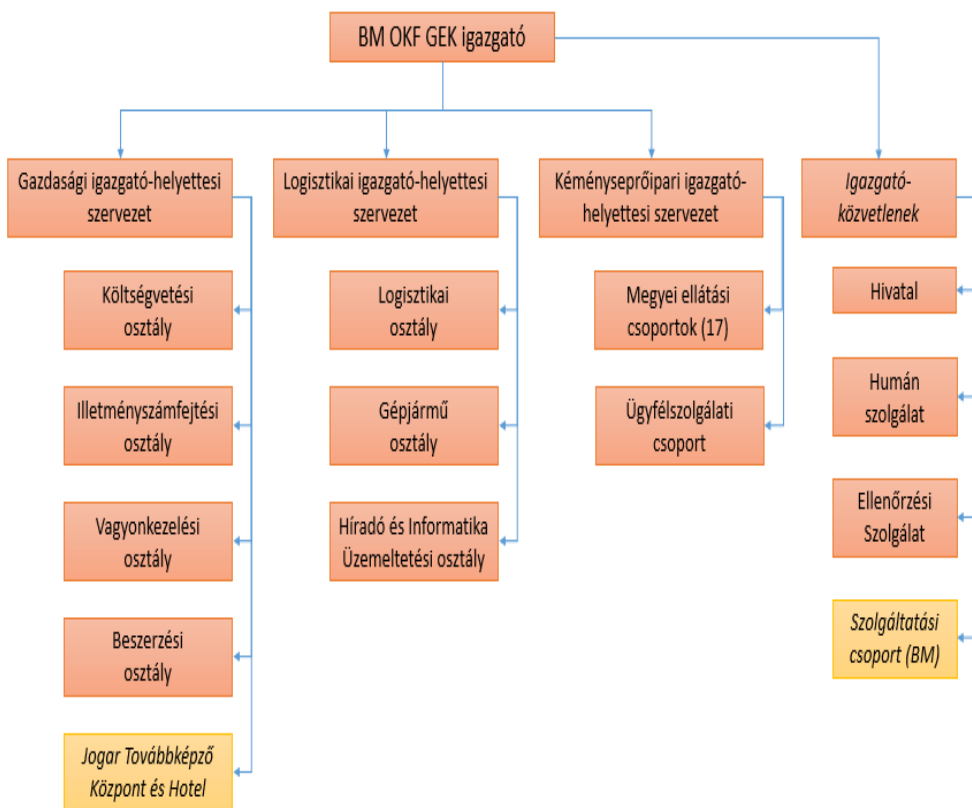 BM OKF GEK igazgató
Gazdasági igazgató-helyettesi
szervezet
Költségvetési
osztály
Illetményszámfejtési
osztály
Vagyonkezelési
osztály
Beszerzési
osztály
Jogar Továbbképző
Központ és Hotel
Logisztikai igazgató-helyettesi
szervezet
Logisztikai
osztály
Gépjármű
osztály
Híradó és Informatika
Üzemeltetési osztály
Kéményseprőipari igazgató-
helyettesi szervezet
Megyei ellátási
csoportok (17)
Ügyfélszolgálati
csoport
Igazgató-
közvetlenek
Hivatal
Humán
szolgálat
Ellenőrzési
Szolgálat
Szolgáltatási
csoport (BM)